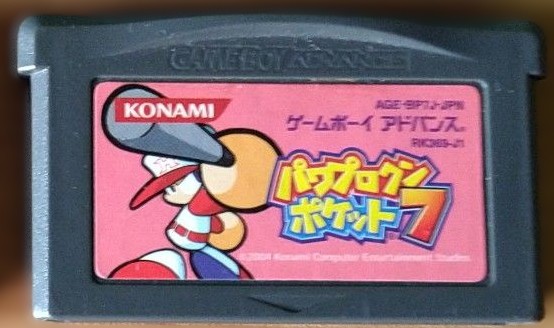 GAME BOY ADVANCE
KONAMI
AGB-BP7J-JPN
ゲームボーイ アドバンス®
RK369-J1
パワプロクン
ポケット7
©2004 Konami Computer Entertainment Studios